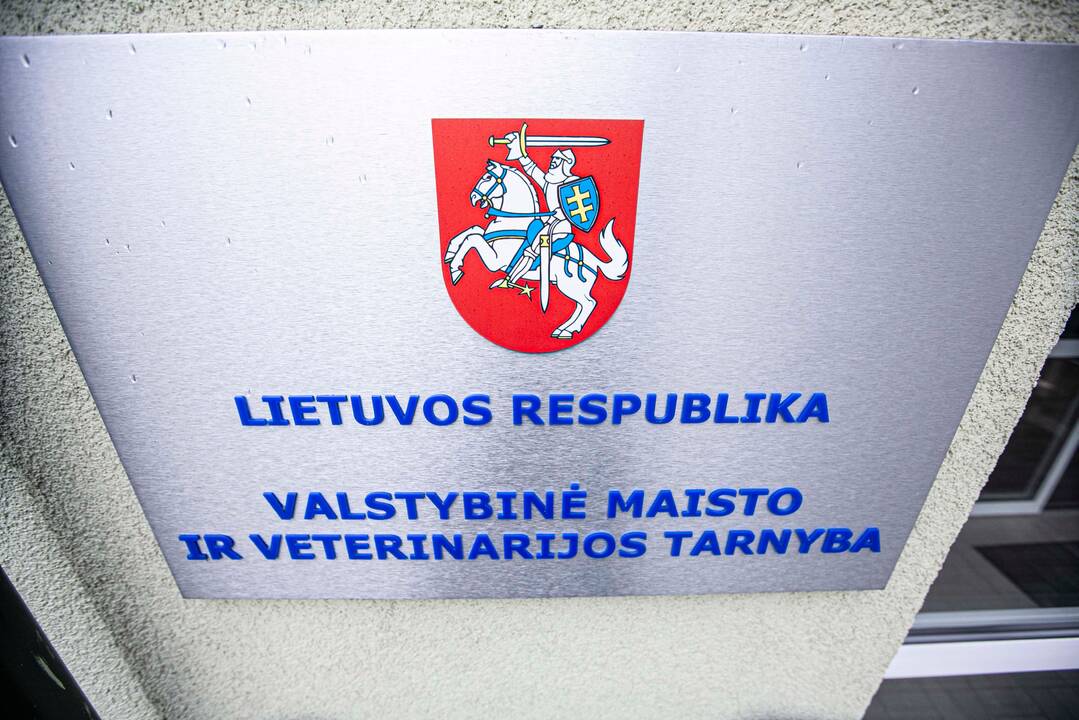 LIETUVOS RESPUBLIKA
VALSTYBINĖ MAISTO
IR VETERINARIJOS TARNYBA